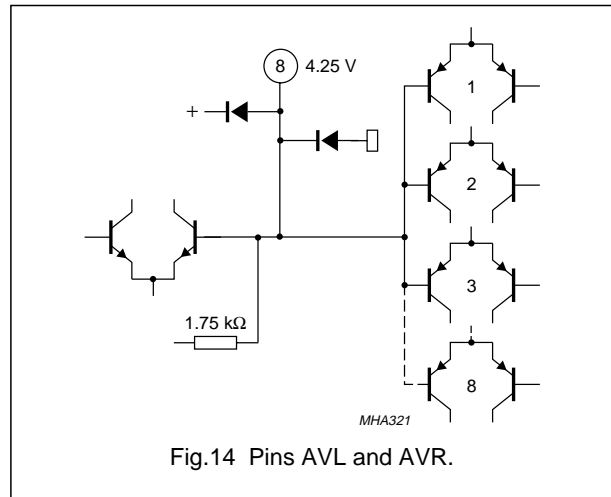 8 4.25 V
+
1
2
3
1.75 kΩ
8
MHA321
Fig.14 Pins AVL and AVR.